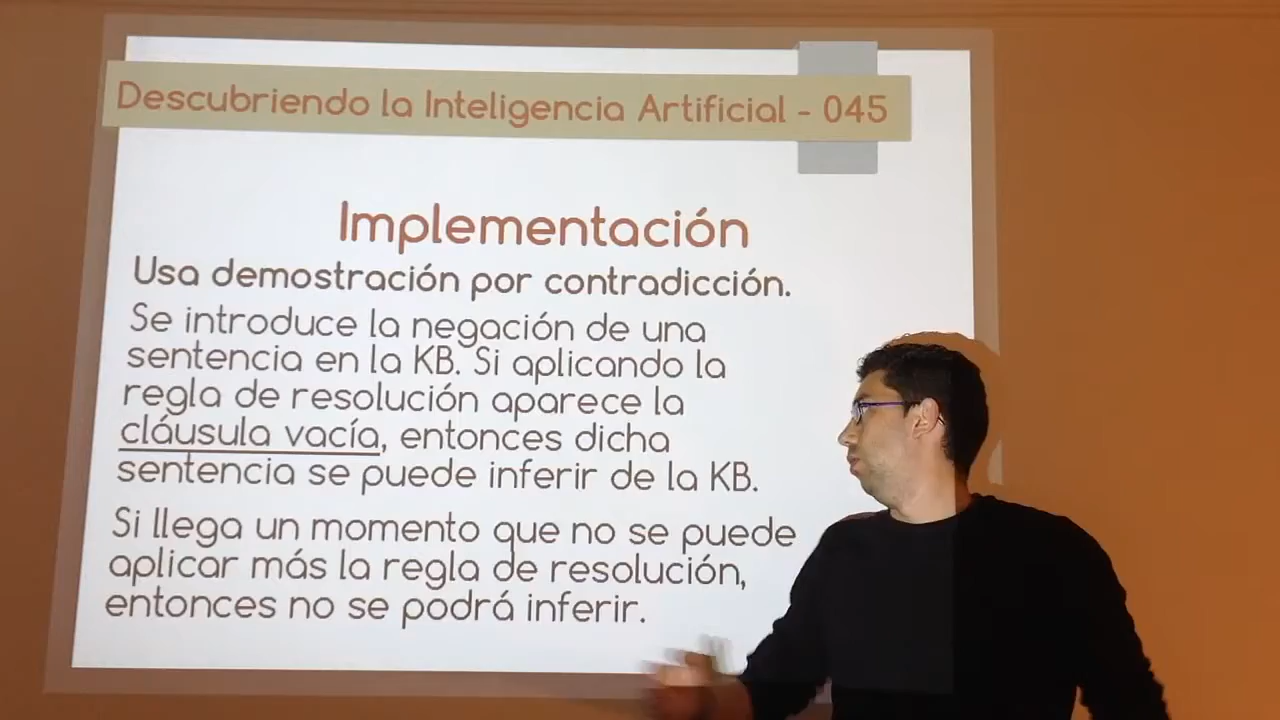 Descubriendo la Inteligencia Artificial - 045
Implementación
Usa demostración por contradicción.
Se introduce la negación de una
sentencia en la KB. Si aplicando la
regla de resolución aparece la
cláusula vacía, entonces dicha
sentencia se puede inferir de la KB.
Si llega un momento que no se puede
aplicar más la regla de resolución,
entonces no se podrá inferir.